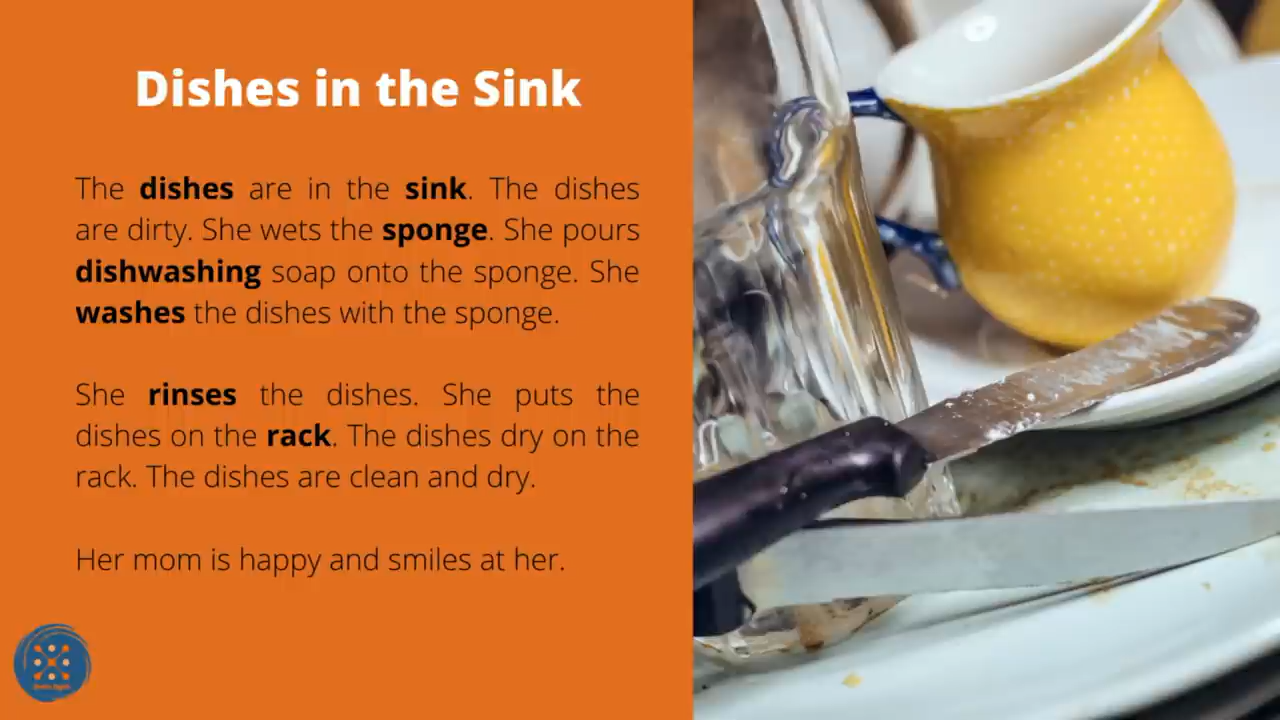 Dishes in the Sink
The dishes are in the sink. The dishes
are dirty. She wets the sponge. She pours
dishwashing soap onto the sponge. She
washes the dishes with the sponge.
She rinses the dishes. She puts the
dishes on the rack. The dishes dry on the
rack. The dishes are clean and dry.
Her mom is happy and smiles at her.